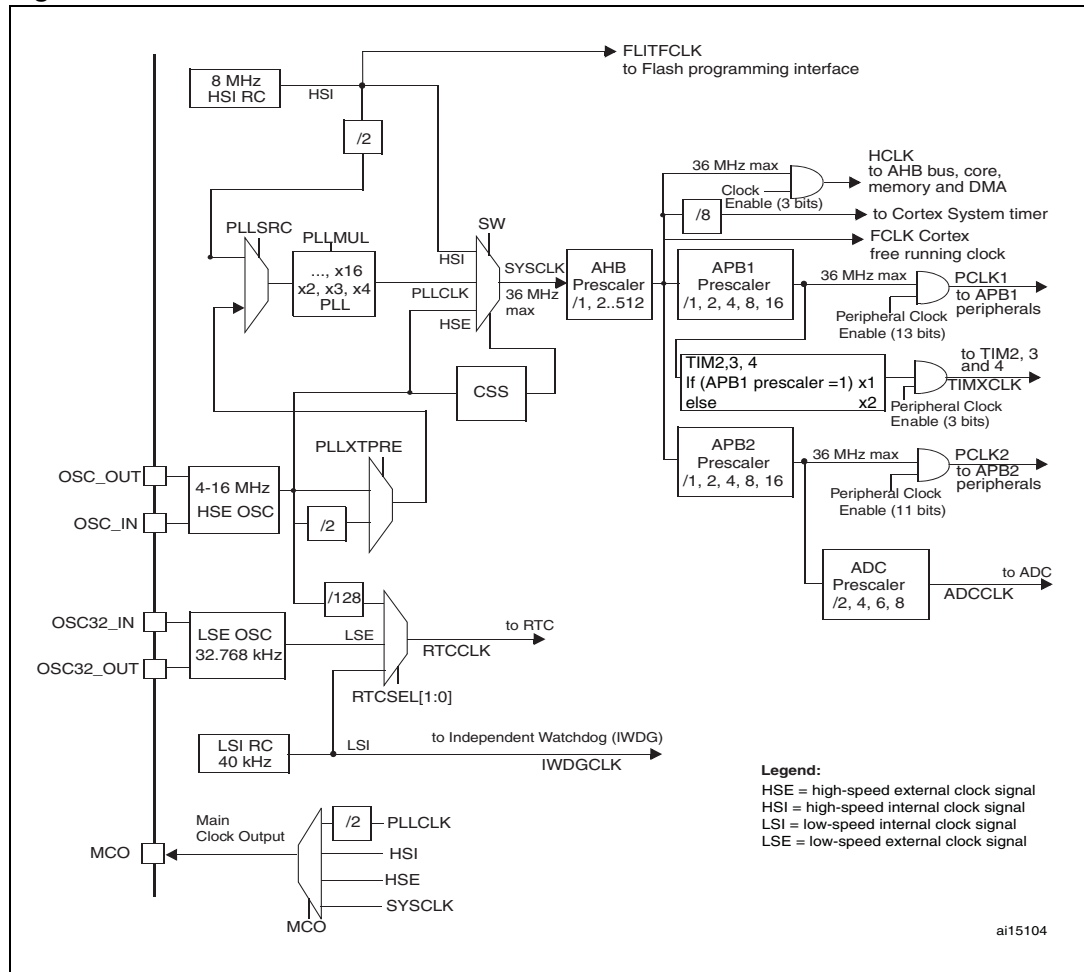 FLITFCLK
to Flash programming interface
8 MHz
HSI RC
HSI
/2
36 MHz max
HCLK
to AHB bus, core,
memory and DMA
Clock
Enable (3 bits)
/8
to Cortex System timer
FCLK Cortex
free running clock
PLLSRC
PLLMUL
..., x16
x2, x3, x4
PLL
SW
HSI
PLLCLK
HSE
SYSCLK
36 MHz
max
AHB
Prescaler
/1, 2..512
APB1
Prescaler
/1, 2, 4, 8, 16
36 MHz max
PCLK1
to APB1
peripherals
Peripheral Clock
Enable (13 bits)
TIM2,3, 4
If (APB1 prescaler =1) x1
else x2
to TIM2, 3
and 4
TIMXCLK
Peripheral Clock
Enable (3 bits)
CSS
PLLXTPRE
OSC_OUT
OSC_IN
4-16 MHz
HSE OSC
/2
APB2
Prescaler
/1, 2, 4, 8, 16
36 MHz max
PCLK2
to APB2
peripherals
Peripheral Clock
Enable (11 bits)
ADC
Prescaler
/2, 4, 6, 8
to ADC
ADCCLK
/128
OSC32_IN
OSC32_OUT
LSE OSC
32.768 kHz
LSE
to RTC
RTCCLK
RTCSEL[1:0]
LSI RC
40 kHz
LSI
to Independent Watchdog (IWDG)
IWDGCLK
Legend:
HSE = high-speed external clock signal
HSI = high-speed internal clock signal
LSI = low-speed internal clock signal
LSE = low-speed external clock signal
Main
Clock Output
MCO
/2
PLLCLK
HSI
HSE
SYSCLK
MCO
ai15104